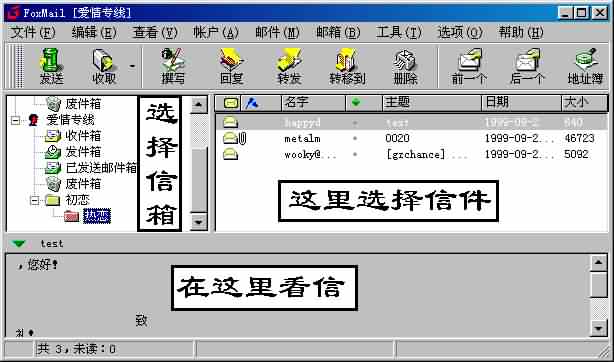 FoxMail [爱情专线]
文件(F) 编辑(E) 查看(V) 帐户(A) 邮件(M) 邮箱(B) 工具(T) 选项(O) 帮助(H)
发送 收取 撰写 回复 转发 转移到 删除 前一个 后一个 地址簿
废件箱
爱情专线
收件箱
发件箱
已发送邮件箱
废件箱
初恋
热恋
选择信箱
名字 主题 日期 大小
happyd test 1999-09-2 640
metalm 0020 1999-09-2... 46723
wooky@... [grchance] ... 1999-09-2... 5092
这里选择信件
test
，您好!
在这里看信
致
礼!
共 3，未读：0